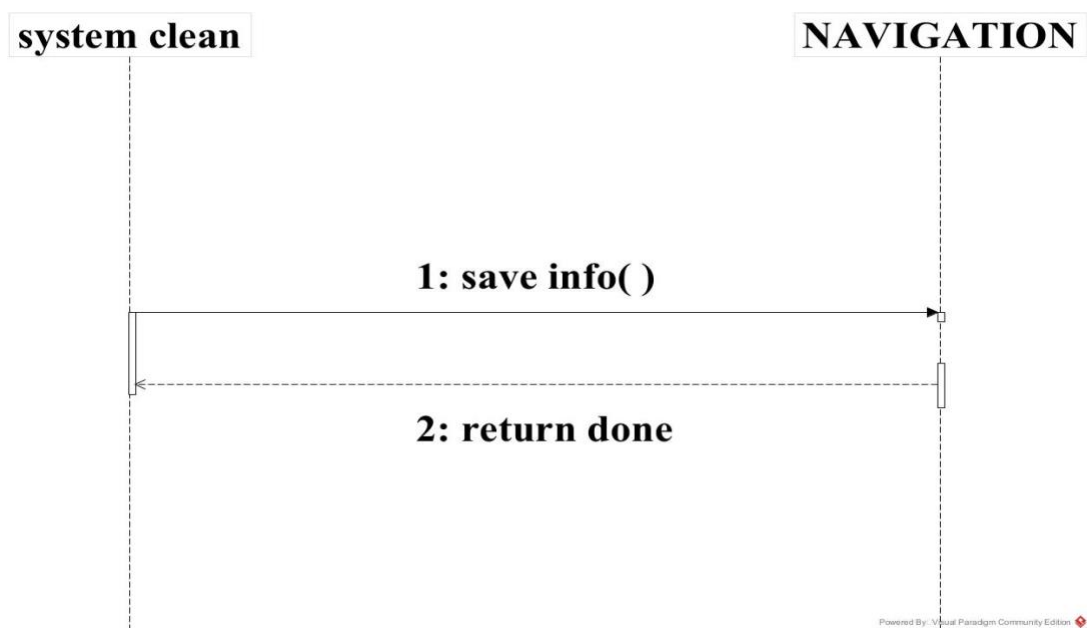 system clean
NAVIGATION
1: save info( )
2: return done
Powered By: Visual Paradigm Community Edition